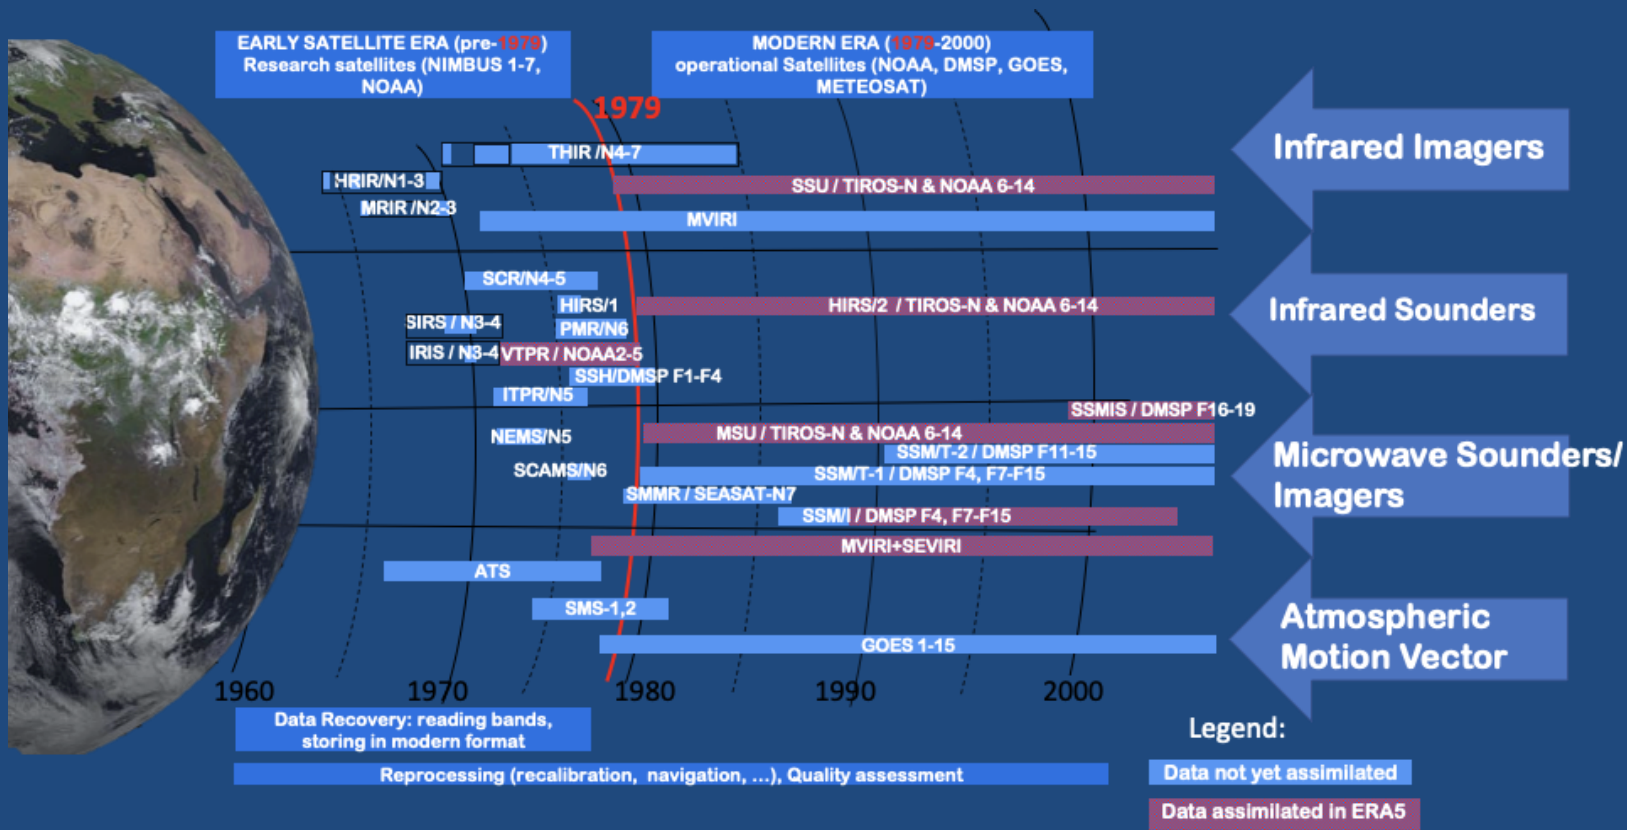 EARLY SATELLITE ERA (pre-1979)
Research satellites (NIMBUS 1-7,
NOAA)
MODERN ERA (1979-2000)
operational Satellites (NOAA, DMSP, GOES,
METEOSAT)
1979
THIR /N4-7
HRIR/N1-3
SSU / TIROS-N & NOAA 6-14
MRIR /N2-3
MVIRI
Infrared Imagers
SCR/N4-5
HIRS/1
HIRS/2 / TIROS-N & NOAA 6-14
SIRS / N3-4
PMR/N6
IRIS / N3-4
VTPR / NOAA2-5
SSH/DMSP F1-F4
ITPR/N5
Infrared Sounders
SSMIS / DMSP F16-19
NEMS/N5
MSU / TIROS-N & NOAA 6-14
SSM/T-2 / DMSP F11-15
SCAMS/N6
SSM/T-1 / DMSP F4, F7-F15
SMMR / SEASAT-N7
SSM/I / DMSP F4, F7-F15
Microwave Sounders/
Imagers
MVIRI+SEVIRI
ATS
SMS-1,2
GOES 1-15
Atmospheric
Motion Vector
1960
1970
1980
1990
2000
Data Recovery: reading bands,
storing in modern format
Reprocessing (recalibration, navigation, ...), Quality assessment
Legend:
Data not yet assimilated
Data assimilated in ERA5